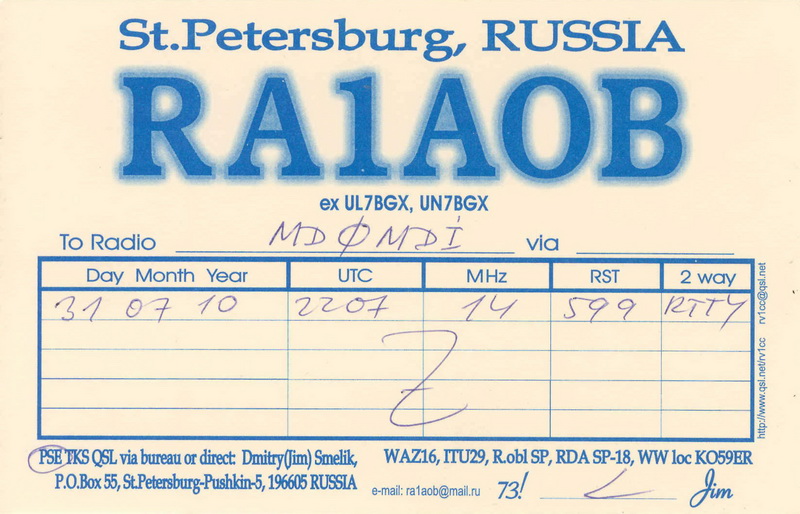 St.Petersburg, RUSSIA
RA1AOB
ex UL7BGX, UN7BGX
To Radio MDØMDI via
Day Month Year UTC MHz RST 2 way
31 07 10 2207 14 599 RTTY
PSE TKS QSL via bureau or direct: Dmitry(Jim) Smelik,
P.O.Box 55, St.Petersburg-Pushkin-5, 196605 RUSSIA
WAZ16, ITU29, R.obl SP, RDA SP-18, WW loc KO59ER
e-mail: ra1aob@mail.ru 73! Jim
http://www.qsl.net/rv1cc rv1cc@qsl.net